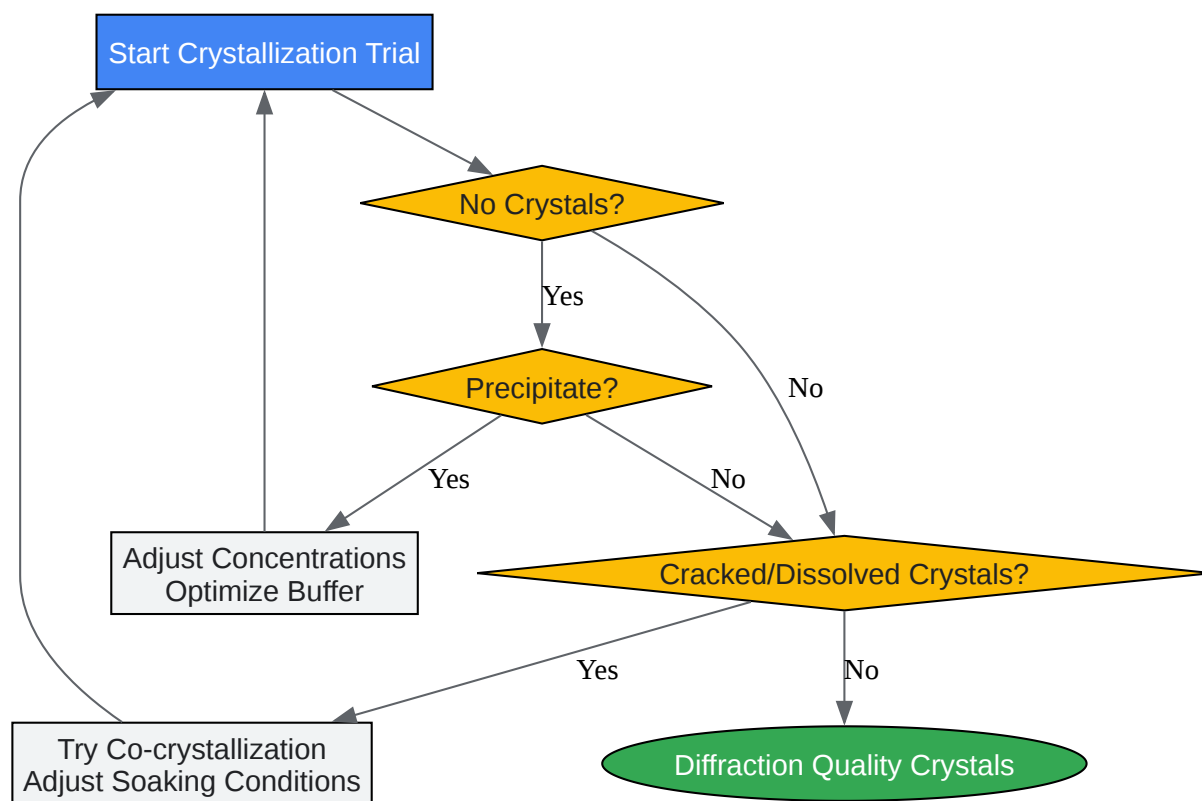 Start Crystallization Trial
No Crystals?
Yes
Precipitate?
No
Yes
No
Adjust Concentrations
Optimize Buffer
Cracked/Dissolved Crystals?
Yes
No
Try Co-crystallization
Adjust Soaking Conditions
Diffraction Quality Crystals